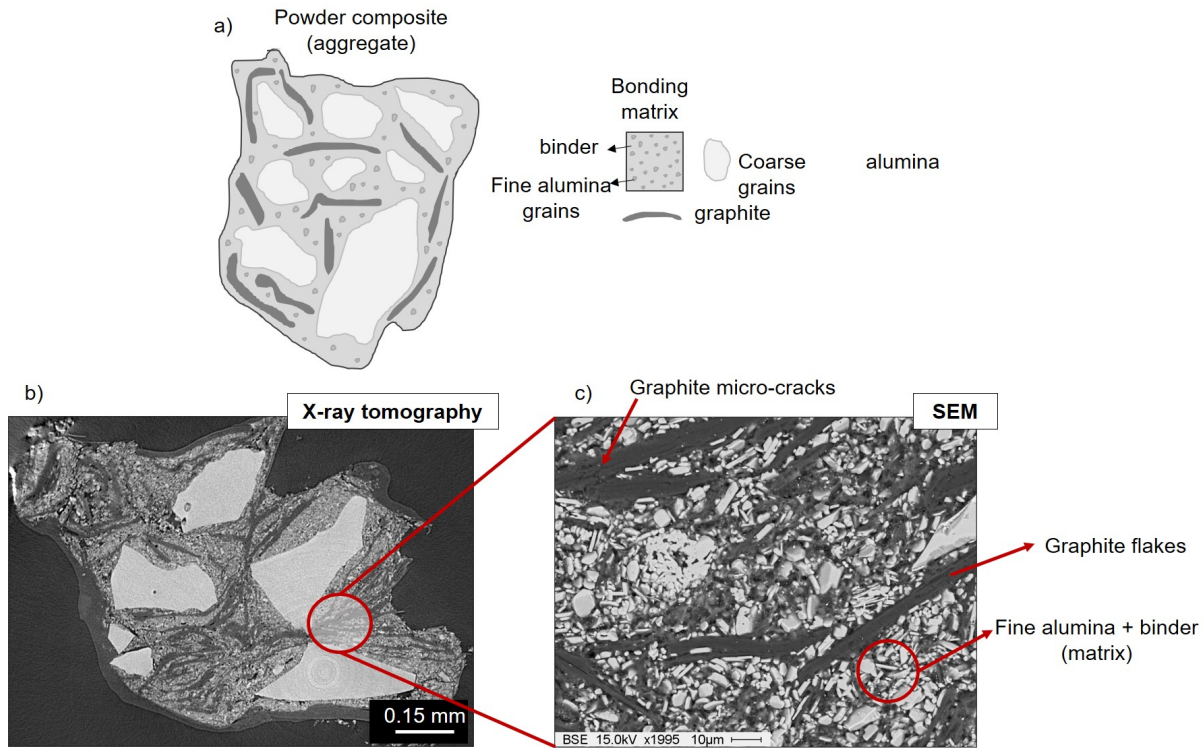 a)
Powder composite
(aggregate)
Bonding
matrix
binder
Fine alumina
grains
Coarse
grains
alumina
graphite
b)
X-ray tomography
0.15 mm
c)
Graphite micro-cracks
SEM
Graphite flakes
Fine alumina + binder
(matrix)
BSE 15.0kV x1995 10µm